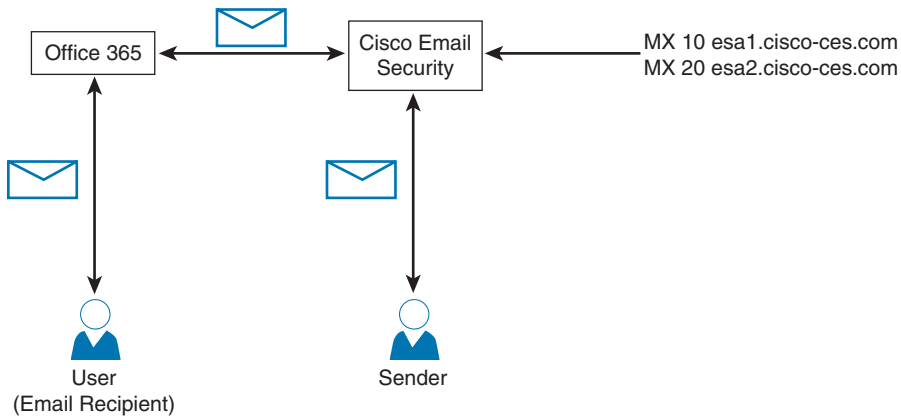 Office 365
Cisco Email
Security
MX 10 esa1.cisco-ces.com
MX 20 esa2.cisco-ces.com
User
(Email Recipient)
Sender